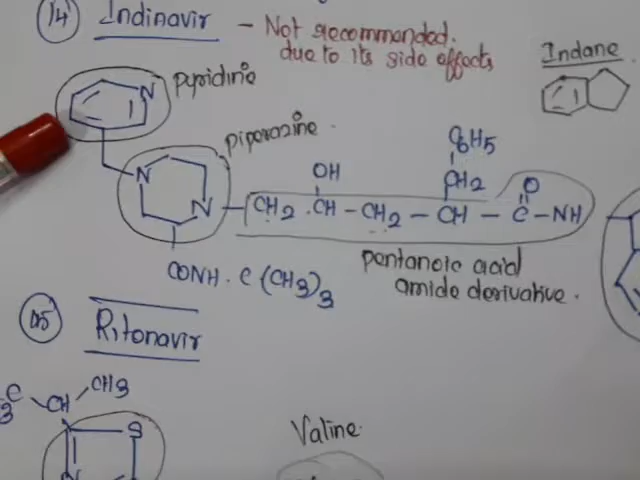 14) Indinavir - Not recommended.
due to its side effects
Indane
Pyridine
N
piperazine
N
N
C6H5
CH2
OH
O
CH2 . CH - CH2 - CH - C - NH
CONH . C (CH3)3
pentanoic acid
amide derivative.
15) Ritonavir
CH3
3C
CH
S
Valine